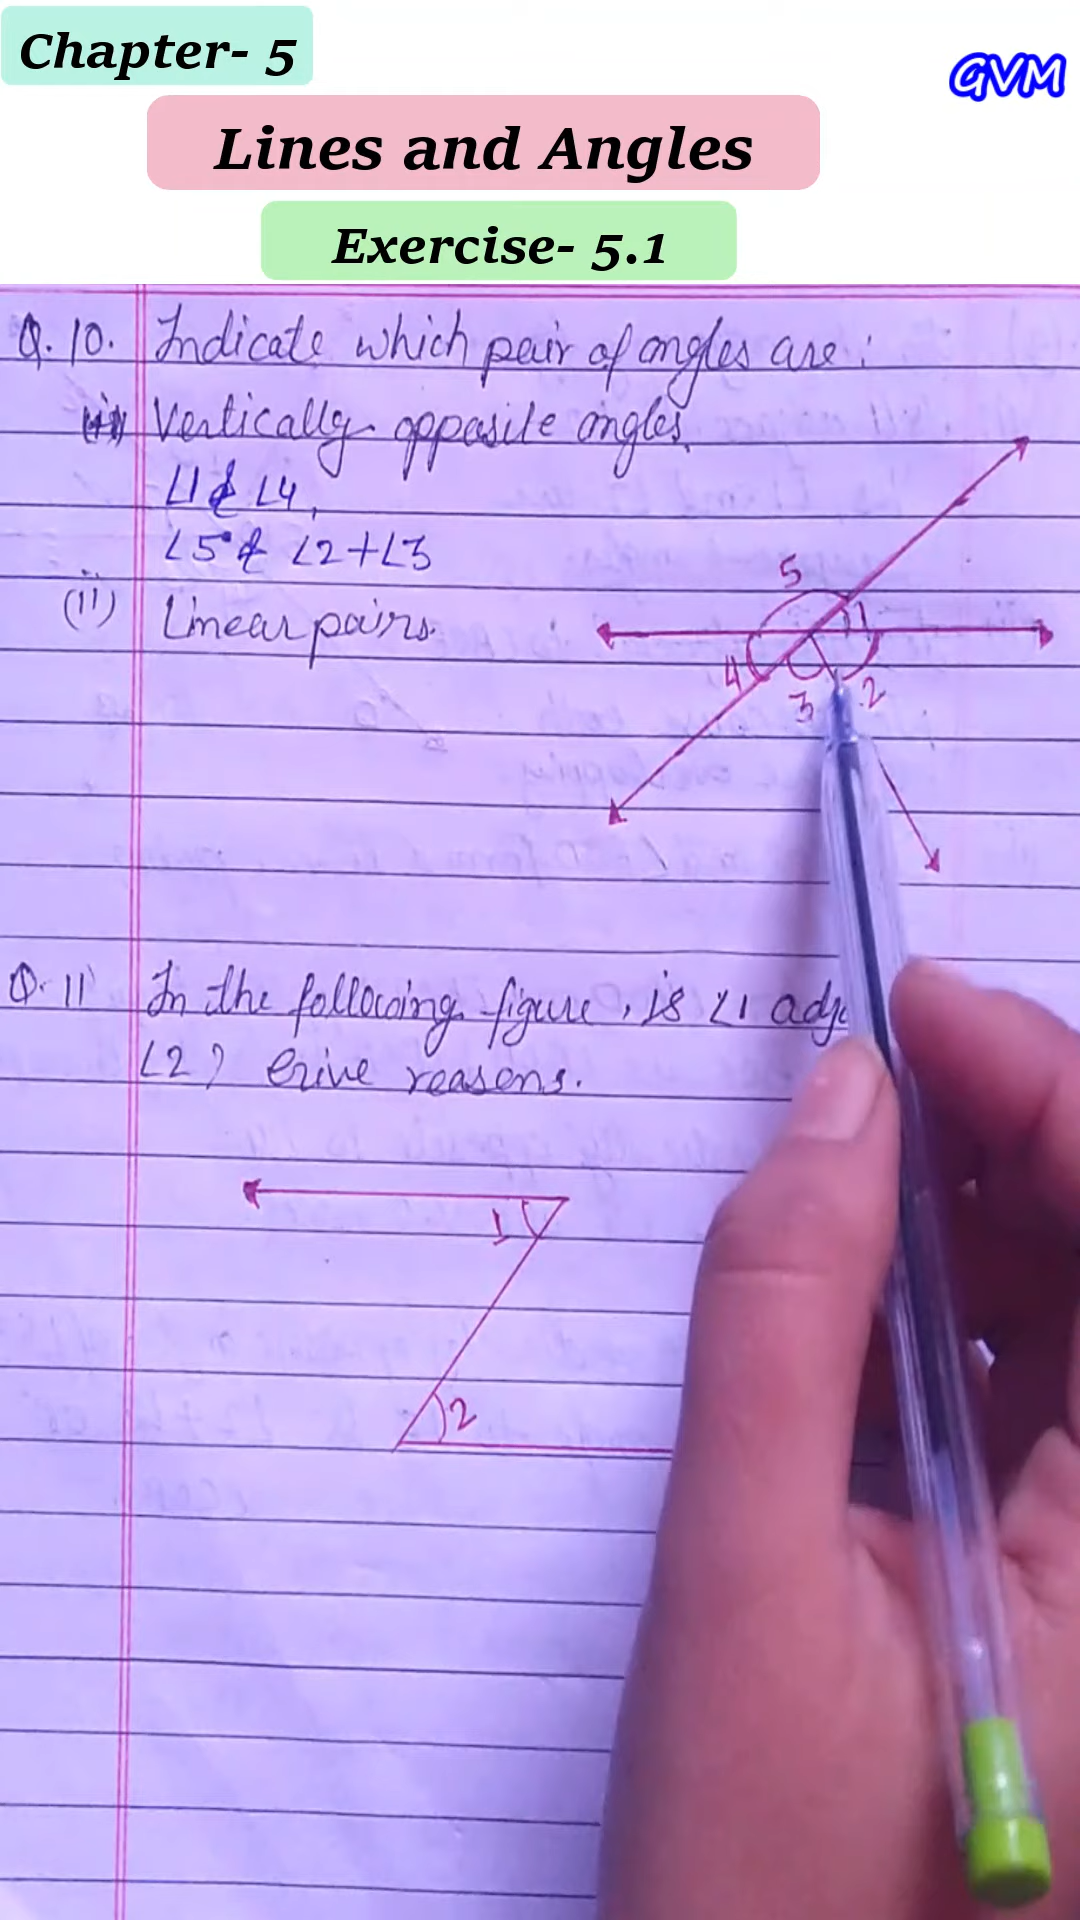 Chapter- 5
GVM
Lines and Angles
Exercise- 5.1
Q. 10. Indicate which pair of angles are:
(i) Vertically opposite angles.
∠1 & ∠4,
∠5 & ∠2+∠3
(ii) Linear pairs.
5
1
4
3
2
Q. 11 In the following figure, is ∠1 adj
∠2? Give reasons.
1
2